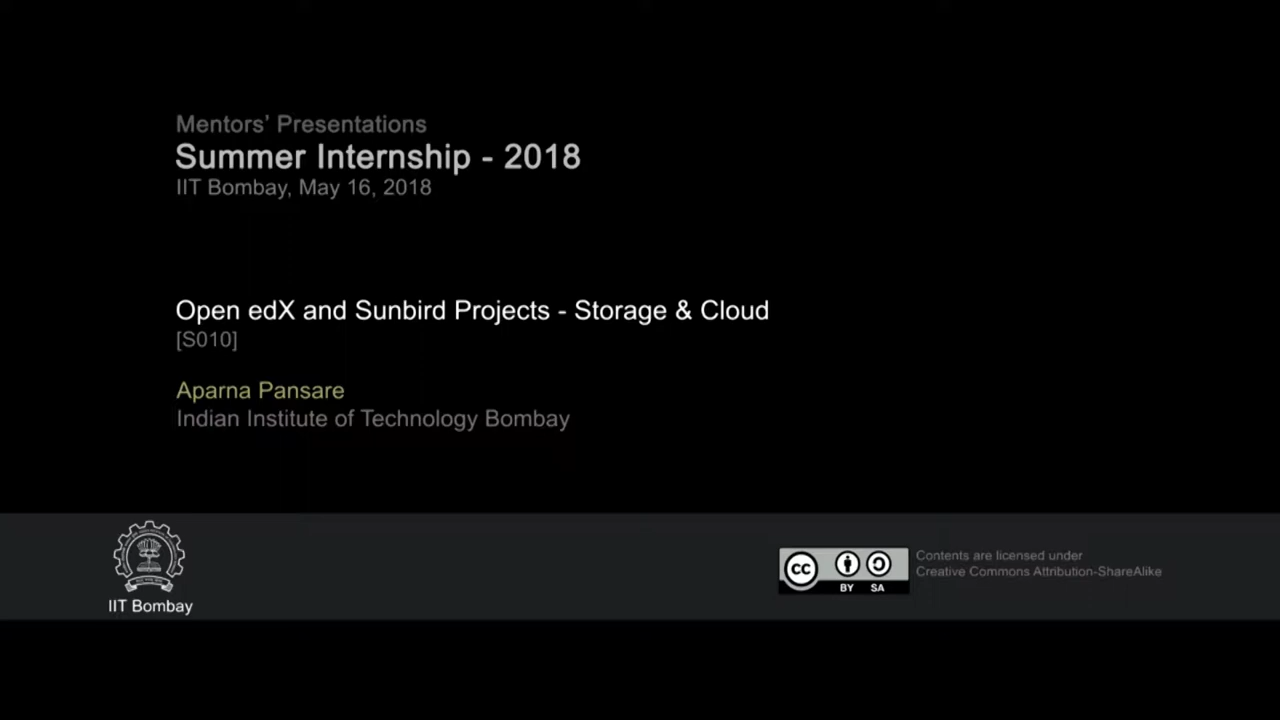 Mentors’ Presentations
Summer Internship - 2018
IIT Bombay, May 16, 2018
Open edX and Sunbird Projects - Storage & Cloud
[S010]
Aparna Pansare
Indian Institute of Technology Bombay
IIT Bombay
cc
BY SA
Contents are licensed under
Creative Commons Attribution-ShareAlike